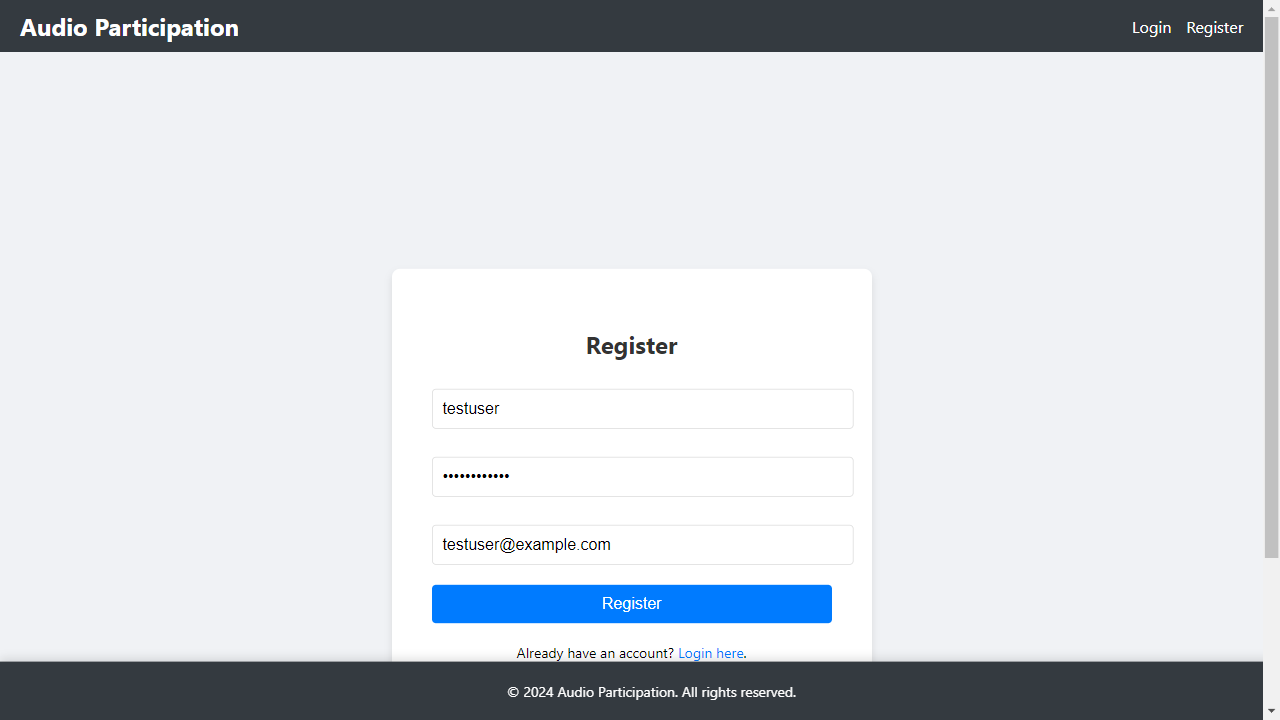 Audio Participation
Login Register
Register
testuser
••••••••••••
testuser@example.com
Register
Already have an account? Login here.
© 2024 Audio Participation. All rights reserved.